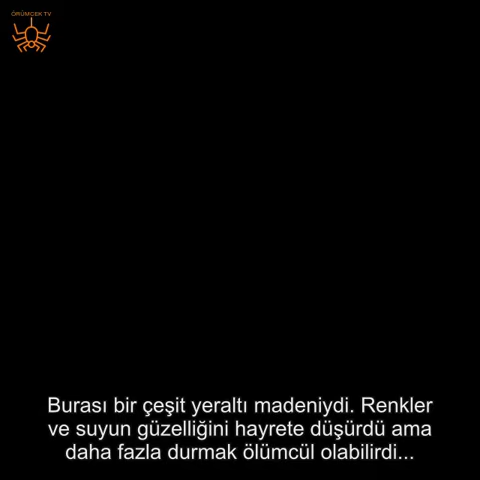 ÖRÜMCEK TV
Burası bir çeşit yeraltı madeniydi. Renkler
ve suyun güzelliğini hayrete düşürdü ama
daha fazla durmak ölümcül olabilirdi...